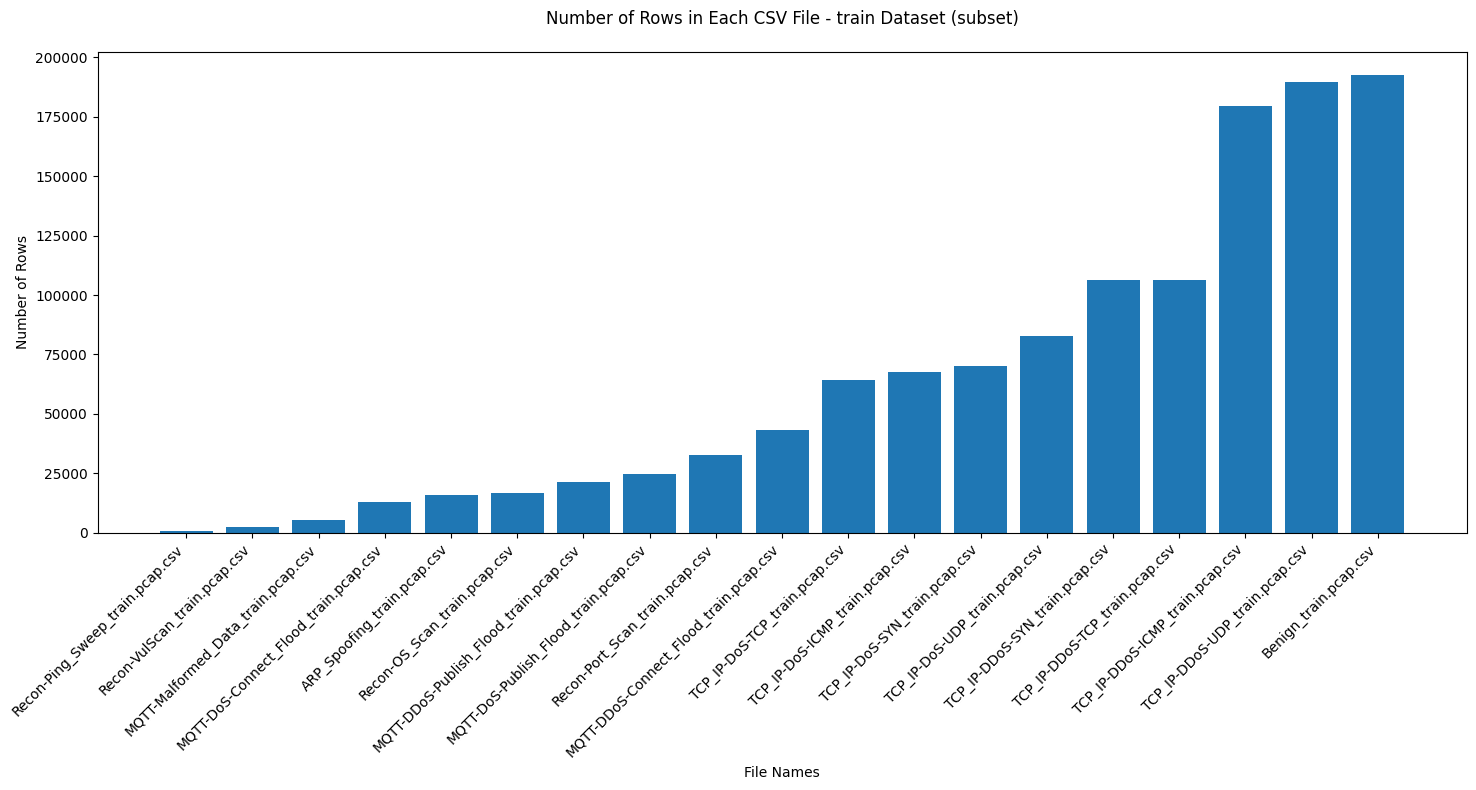 Number of Rows in Each CSV File - train Dataset (subset)
200000
175000
150000
125000
100000
75000
50000
25000
0
Number of Rows
Recon-Ping_Sweep_train.pcap.csv
Recon-VulScan_train.pcap.csv
MQTT-Malformed_Data_train.pcap.csv
MQTT-DoS-Connect_Flood_train.pcap.csv
ARP_Spoofing_train.pcap.csv
Recon-OS_Scan_train.pcap.csv
MQTT-DDoS-Publish_Flood_train.pcap.csv
MQTT-DoS-Publish_Flood_train.pcap.csv
Recon-Port_Scan_train.pcap.csv
MQTT-DDoS-Connect_Flood_train.pcap.csv
TCP_IP-DoS-TCP_train.pcap.csv
TCP_IP-DoS-ICMP_train.pcap.csv
TCP_IP-DoS-SYN_train.pcap.csv
TCP_IP-DoS-UDP_train.pcap.csv
TCP_IP-DDoS-SYN_train.pcap.csv
TCP_IP-DDoS-TCP_train.pcap.csv
TCP_IP-DDoS-ICMP_train.pcap.csv
TCP_IP-DDoS-UDP_train.pcap.csv
Benign_train.pcap.csv
File Names